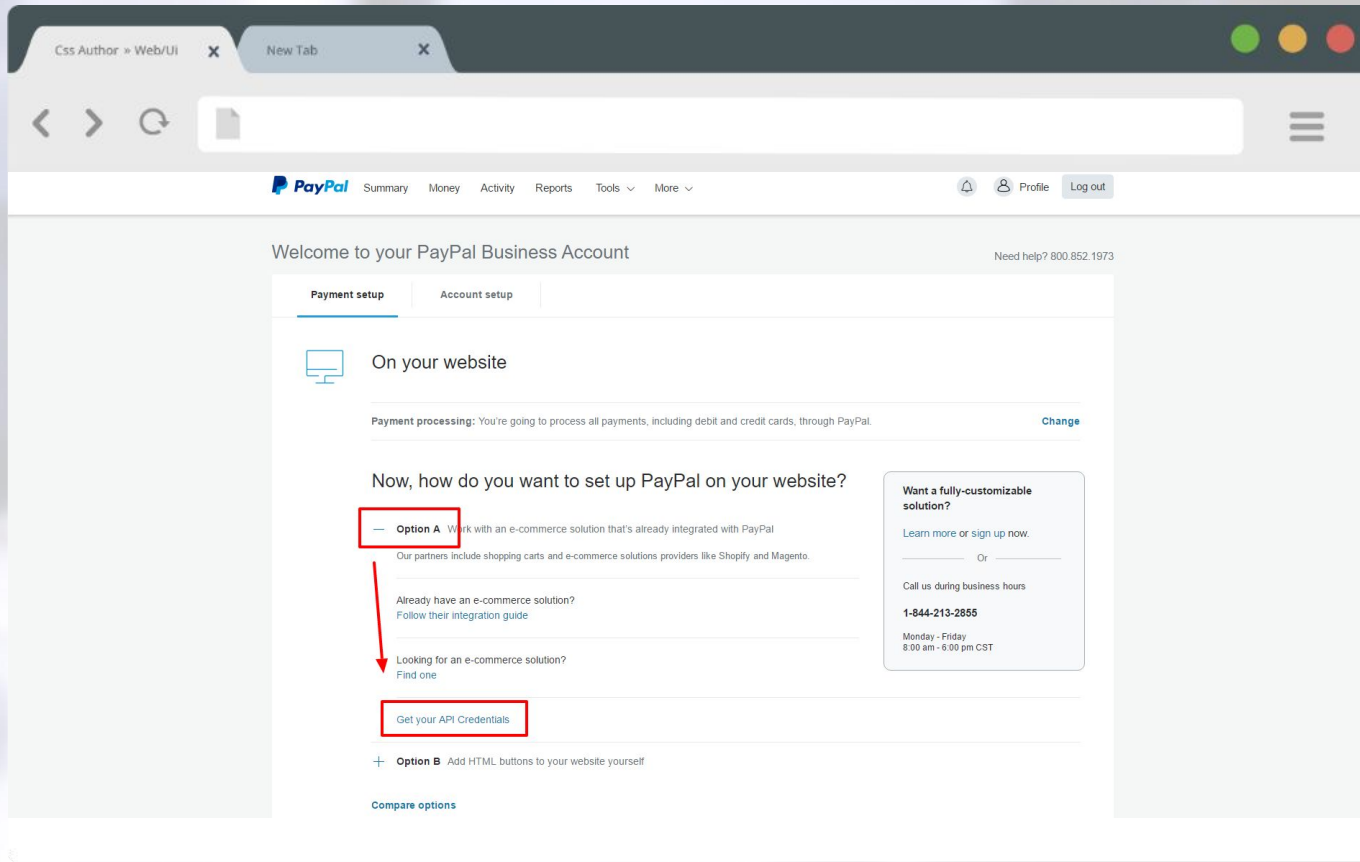 Css Author » Web/Ui
New Tab
PayPal Summary Money Activity Reports Tools More Profile Log out
Welcome to your PayPal Business Account
Need help? 800.852.1973
Payment setup Account setup
On your website
Payment processing: You're going to process all payments, including debit and credit cards, through PayPal. Change
Now, how do you want to set up PayPal on your website?
Option A Work with an e-commerce solution that's already integrated with PayPal
Our partners include shopping carts and e-commerce solutions providers like Shopify and Magento.
Already have an e-commerce solution?
Follow their integration guide
Looking for an e-commerce solution?
Find one
Get your API Credentials
Option B Add HTML buttons to your website yourself
Compare options
Want a fully-customizable
solution?
Learn more or sign up now.
Or
Call us during business hours
1-844-213-2855
Monday - Friday
8:00 am - 6:00 pm CST